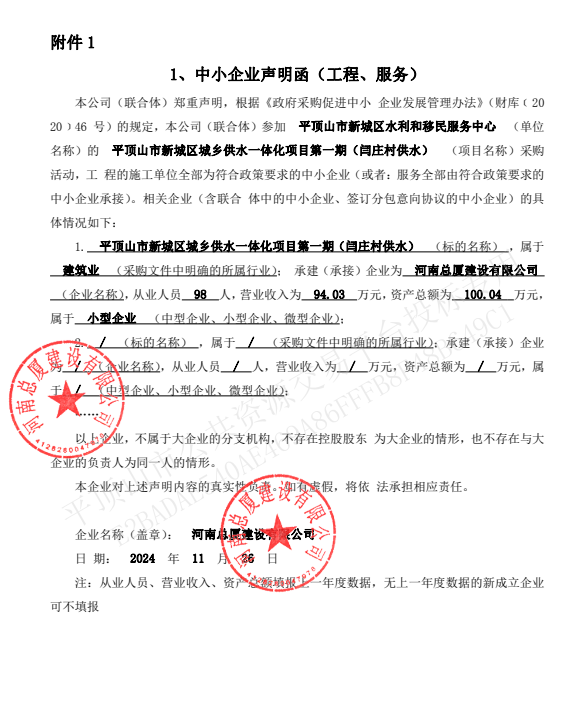 附件 1
1、中小企业声明函（工程、服务）
本公司（联合体）郑重声明，根据《政府采购促进中小 企业发展管理办法》（财库﹝20
20﹞46 号）的规定，本公司（联合体）参加 平顶山市新城区水利和移民服务中心 （单位
名称）的 平顶山市新城区城乡供水一体化项目第一期（闫庄村供水） （项目名称）采购
活动，工 程的施工单位全部为符合政策要求的中小企业（或者：服务全部由符合政策要求的
中小企业承接）。相关企业（含联合 体中的中小企业、签订分包意向协议的中小企业）的具
体情况如下：
1. 平顶山市新城区城乡供水一体化项目第一期（闫庄村供水） （标的名称） ，属于
建筑业 （采购文件中明确的所属行业）； 承建（承接）企业为 河南总厦建设有限公司
（企业名称），从业人员 98 人，营业收入为 94.03 万元，资产总额为 100.04 万元，
属于 小型企业 （中型企业、小型企业、微型企业）；
2. / （标的名称） ，属于 / （采购文件中明确的所属行业）；承建（承接）企业
为 / （企业名称），从业人员 / 人，营业收入为 / 万元，资产总额为 / 万元，属
于 / （中型企业、小型企业、微型企业）；
……
以上企业，不属于大企业的分支机构，不存在控股股东 为大企业的情形，也不存在与大
企业的负责人为同一人的情形。
本企业对上述声明内容的真实性负责。如有虚假，将依 法承担相应责任。
企业名称（盖章）： 河南总厦建设有限公司
日 期： 2024 年 11 月 26 日
注：从业人员、营业收入、资产总额填报上一年度数据，无上一年度数据的新成立企业
可不填报
河南总厦建设有限公司
河南总厦建设有限公司